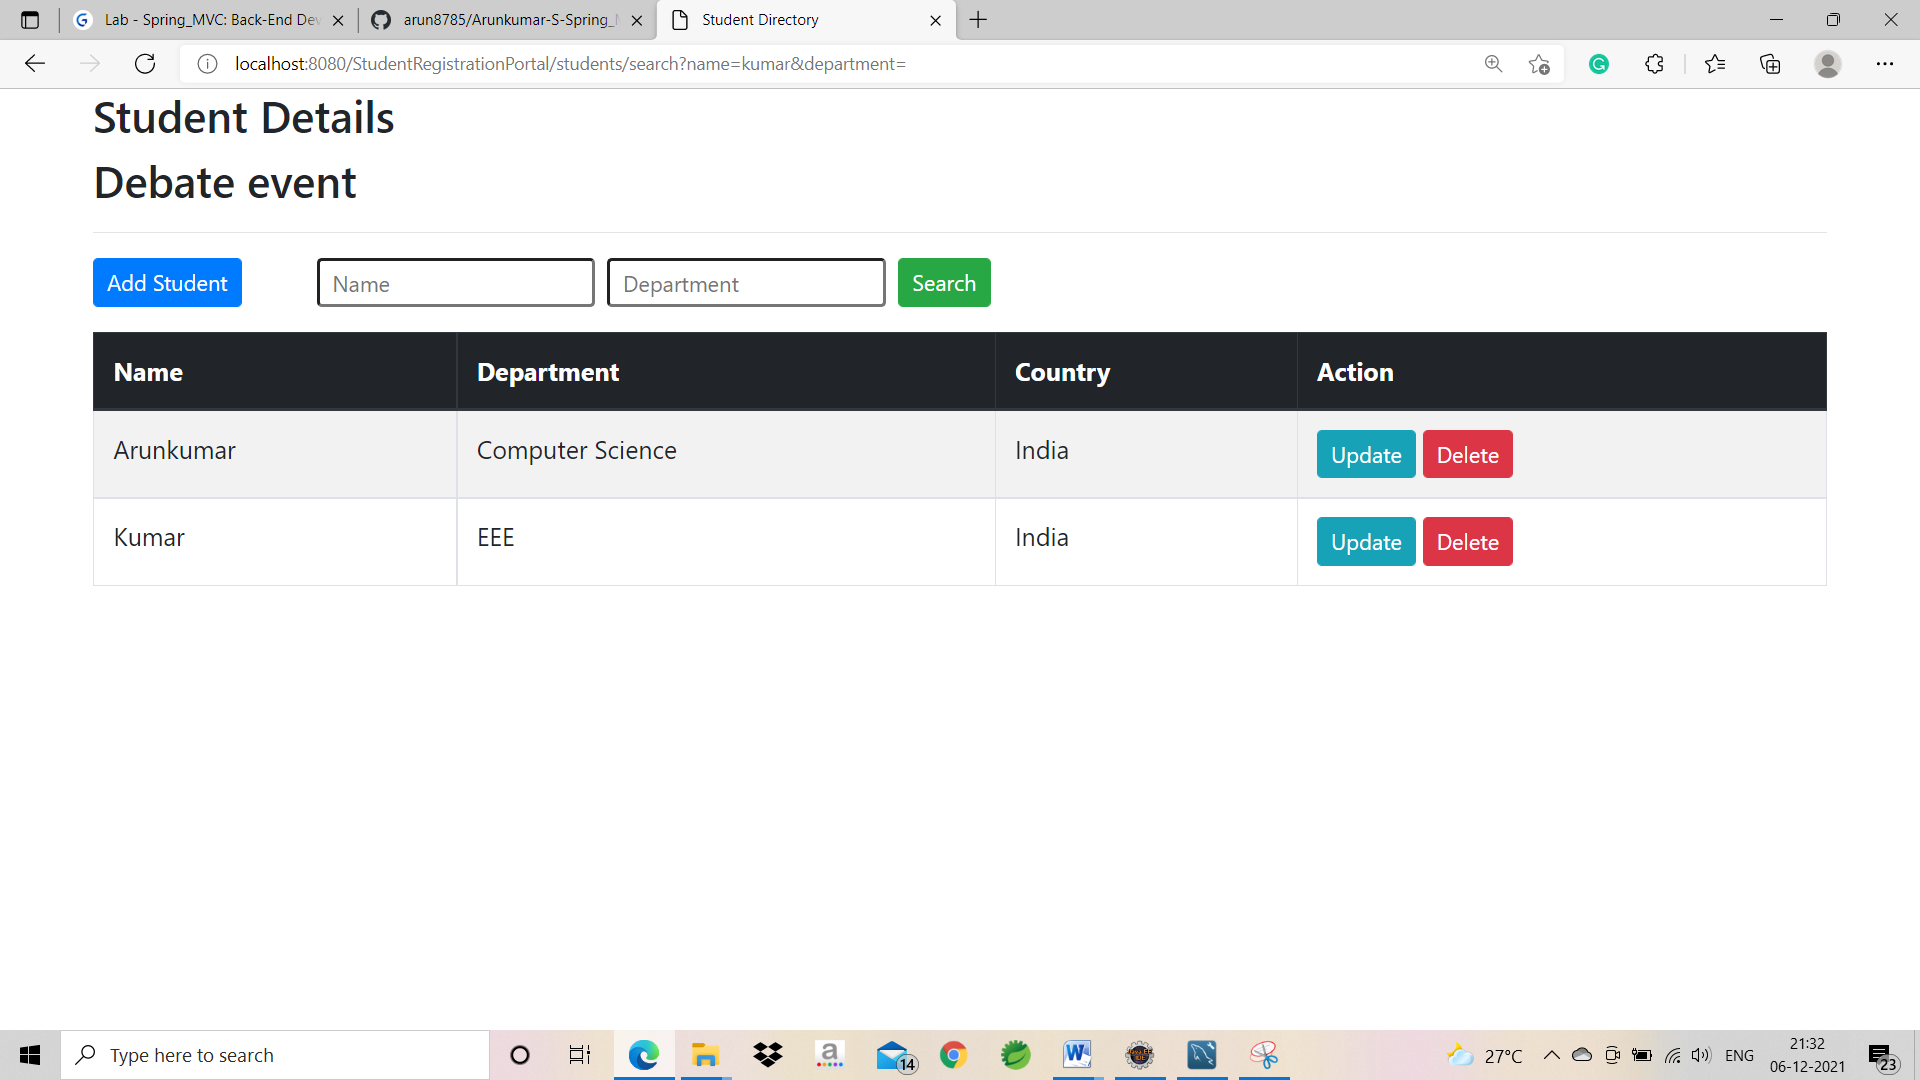 Lab - Spring_MVC: Back-End Dev
arun8785/Arunkumar-S-Spring_M
Student Directory
localhost:8080/StudentRegistrationPortal/students/search?name=kumar&department=
Student Details
Debate event
Add Student Name Department Search
Name Department Country Action
Arunkumar Computer Science India Update Delete
Kumar EEE India Update Delete
Type here to search
14
27°C
ENG
21:32
06-12-2021
23